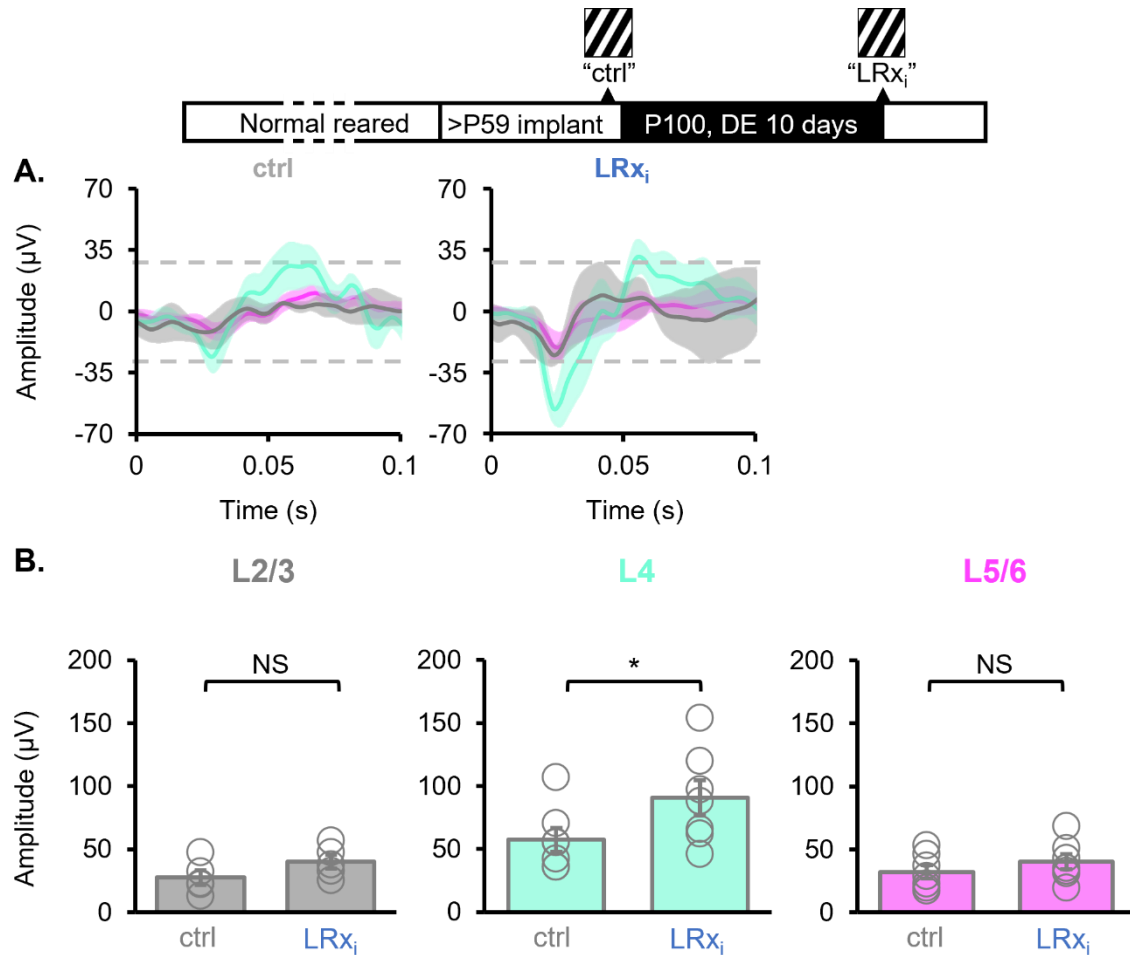 “ctrl” “LRxi”
Normal reared >P59 implant P100, DE 10 days
A. ctrl LRxi
Amplitude (µV)
70 70
35 35
0 0
-35 -35
-70 -70
0 0.05 0.1 0 0.05 0.1
Time (s) Time (s)
B. L2/3 L4 L5/6
Amplitude (µV)
NS * NS
200 200 200
150 150 150
100 100 100
50 50 50
0 0 0
ctrl LRxi ctrl LRxi ctrl LRxi